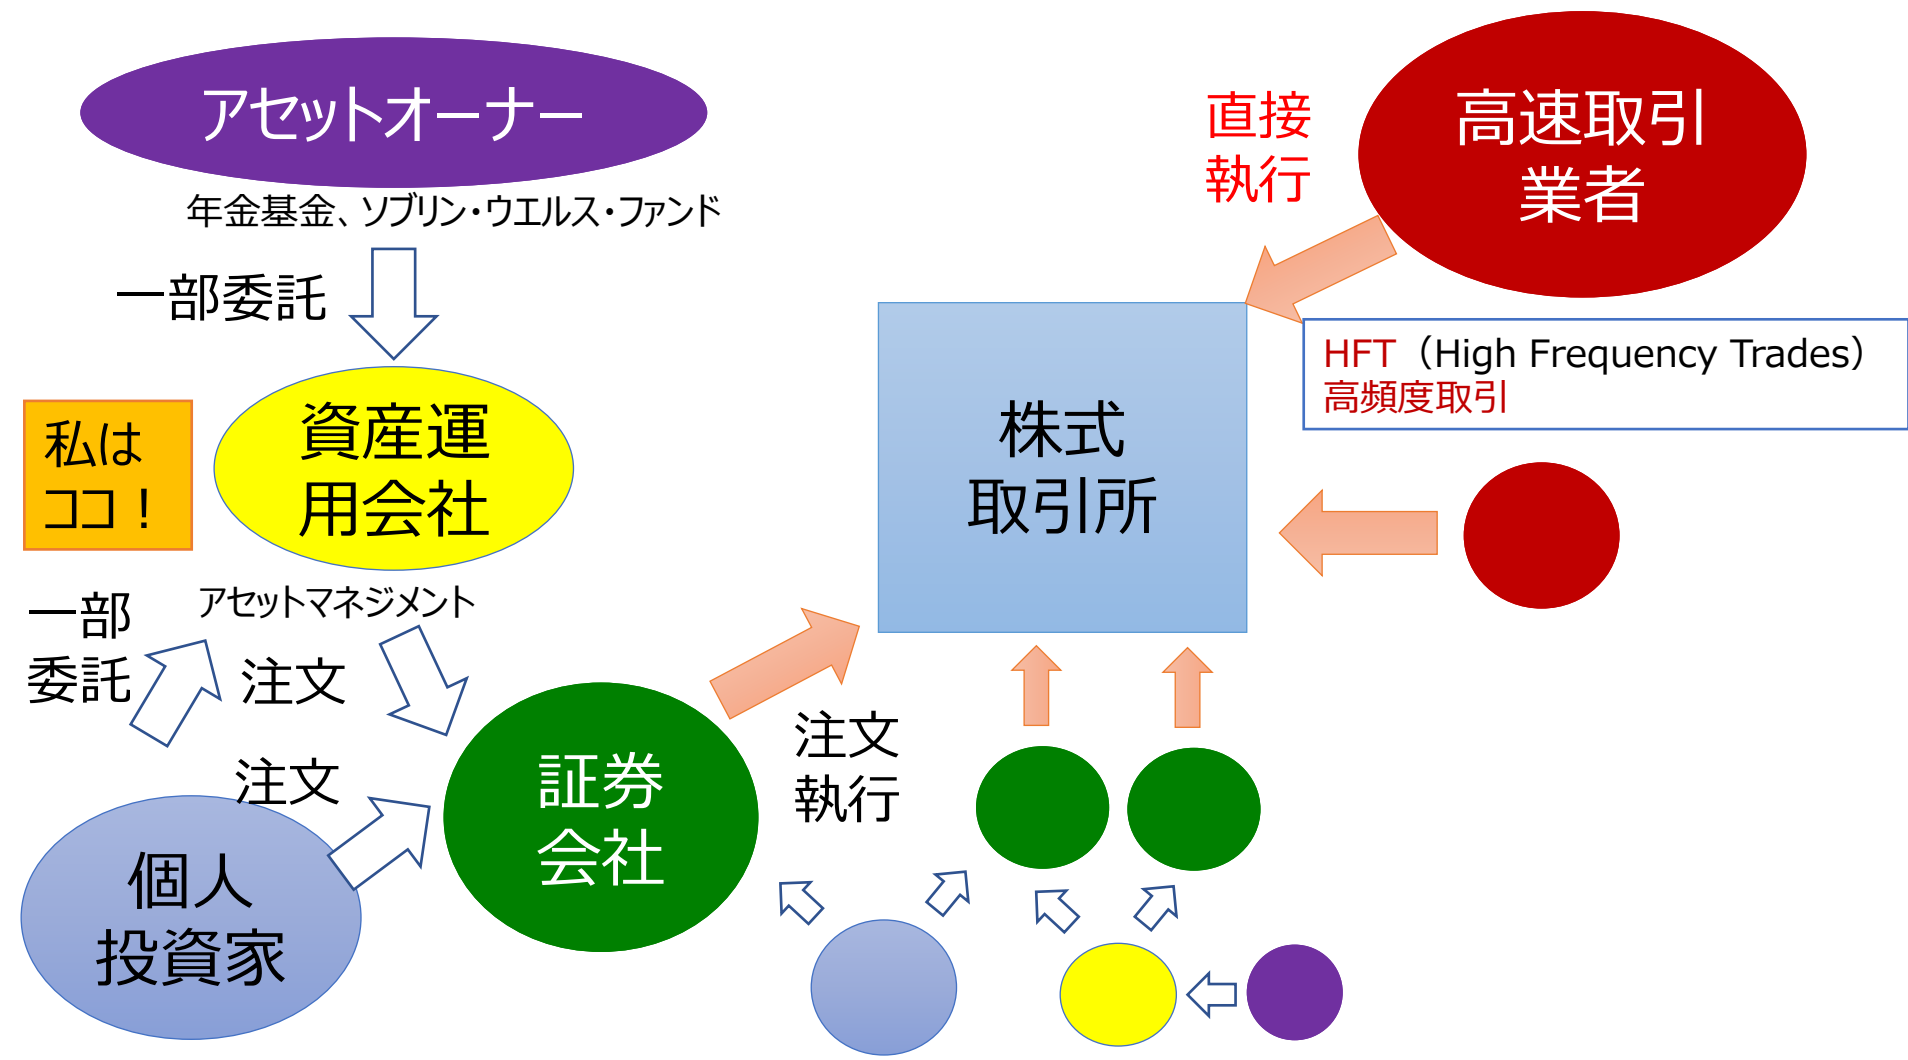 アセットオーナー
年金基金、ソブリン・ウエルス・ファンド
一部委託
私は
ココ！
資産運
用会社
アセットマネジメント
一部
委託
注文
注文
個人
投資家
証券
会社
注文
執行
株式
取引所
直接
執行
高速取引
業者
HFT（High Frequency Trades）
高頻度取引